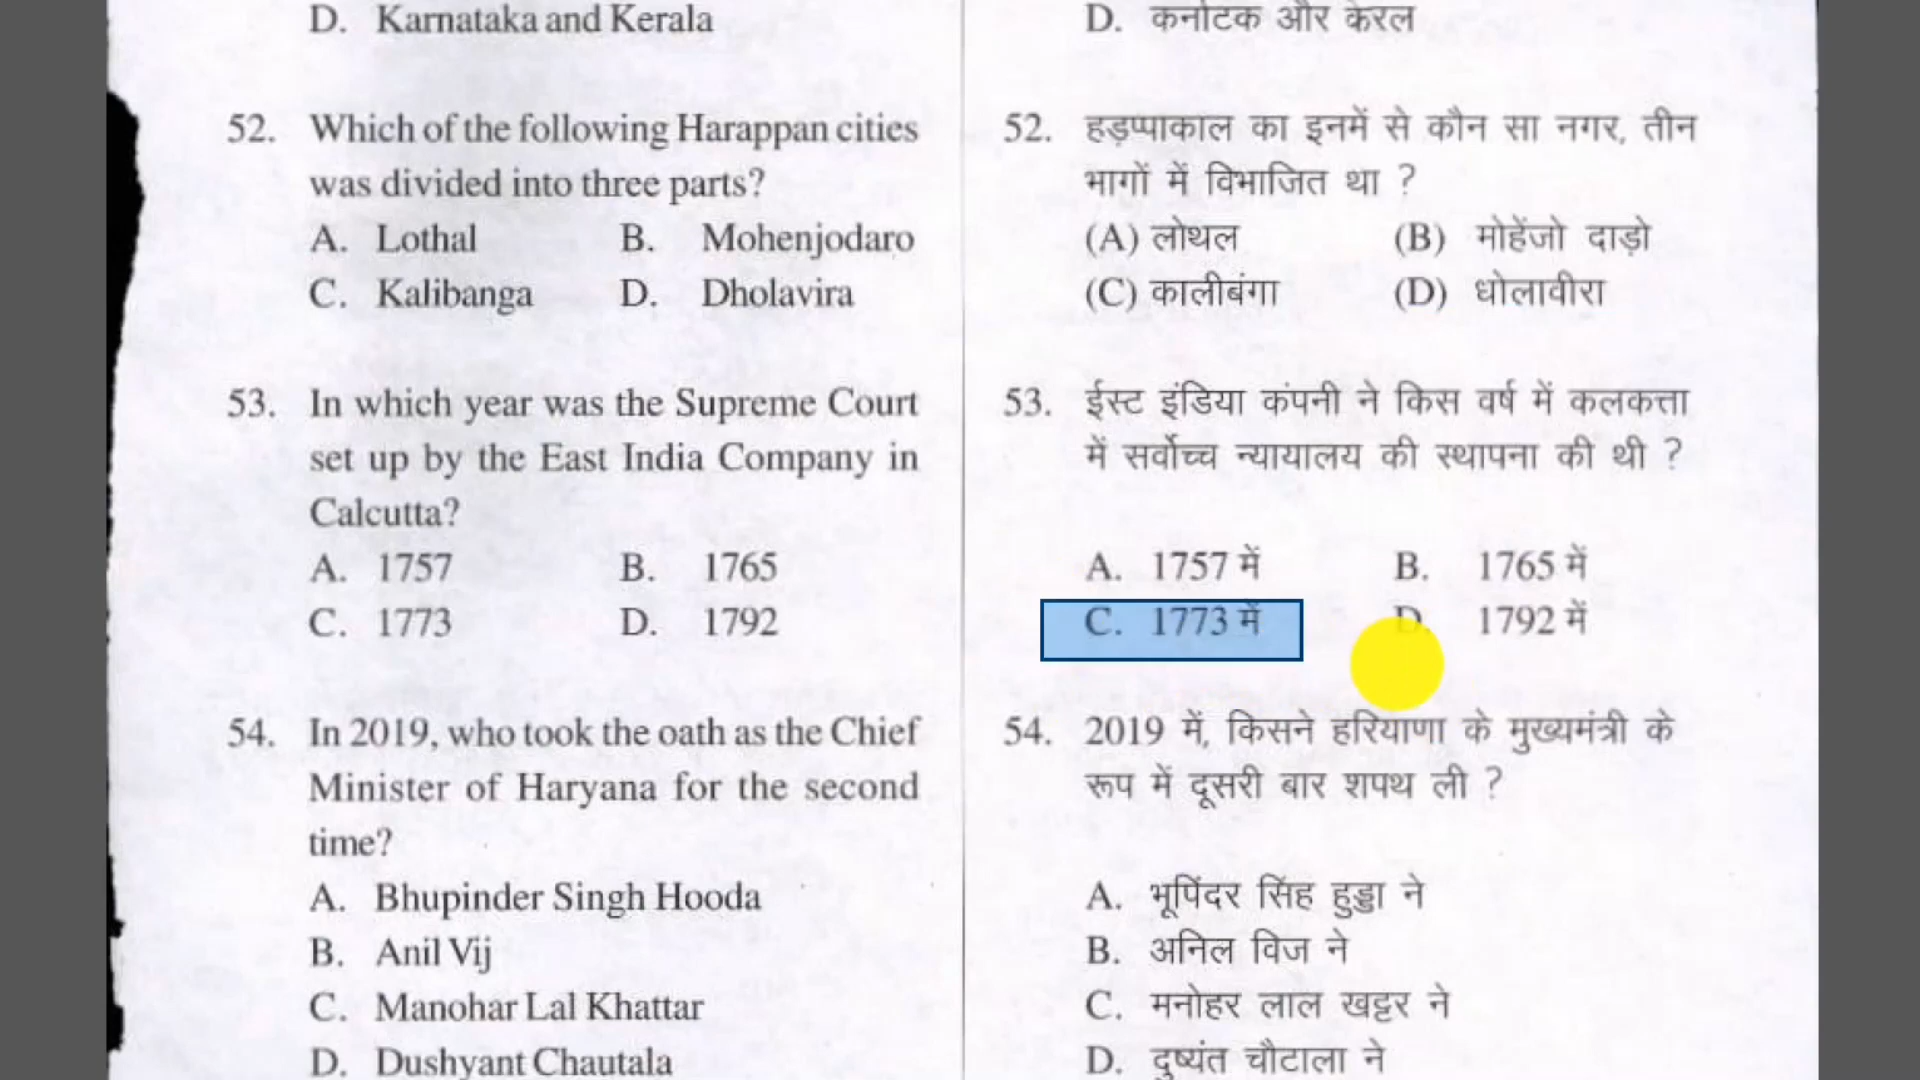 D. Karnataka and Kerala
52. Which of the following Harappan cities
was divided into three parts?
A. Lothal B. Mohenjodaro
C. Kalibanga D. Dholavira
53. In which year was the Supreme Court
set up by the East India Company in
Calcutta?
A. 1757 B. 1765
C. 1773 D. 1792
54. In 2019, who took the oath as the Chief
Minister of Haryana for the second
time?
A. Bhupinder Singh Hooda
B. Anil Vij
C. Manohar Lal Khattar
D. Dushyant Chautala
D. कर्नाटक और केरल
52. हड़प्पाकाल का इनमें से कौन सा नगर, तीन
भागों में विभाजित था ?
(A) लोथल (B) मोहेंजो दाड़ो
(C) कालीबंगा (D) धोलावीरा
53. ईस्ट इंडिया कंपनी ने किस वर्ष में कलकत्ता
में सर्वोच्च न्यायालय की स्थापना की थी ?
A. 1757 में B. 1765 में
C. 1773 में D. 1792 में
54. 2019 में, किसने हरियाणा के मुख्यमंत्री के
रूप में दूसरी बार शपथ ली ?
A. भूपिंदर सिंह हुड्डा ने
B. अनिल विज ने
C. मनोहर लाल खट्टर ने
D. दुष्यंत चौटाला ने